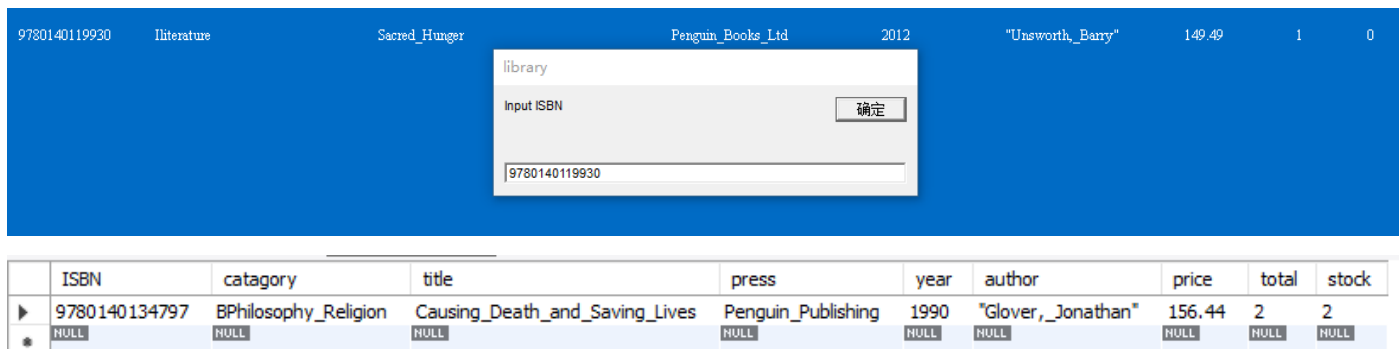 9780140119930 Iliterature Sacred_Hunger Penguin_Books_Ltd 2012 "Unsworth,_Barry" 149.49 1 0
library
Input ISBN 确定
9780140119930
ISBN catagory title press year author price total stock
9780140134797 BPhilosophy_Religion Causing_Death_and_Saving_Lives Penguin_Publishing 1990 "Glover,_Jonathan" 156.44 2 2
NULL NULL NULL NULL NULL NULL NULL NULL NULL